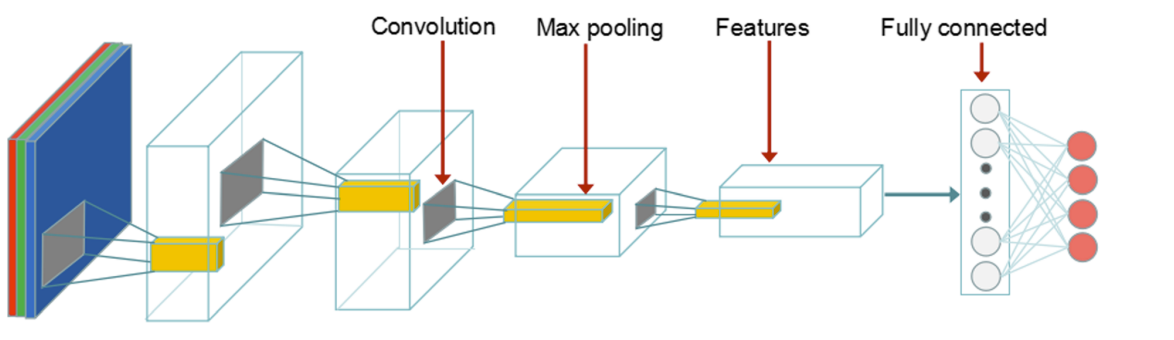 Convolution
Max pooling
Features
Fully connected